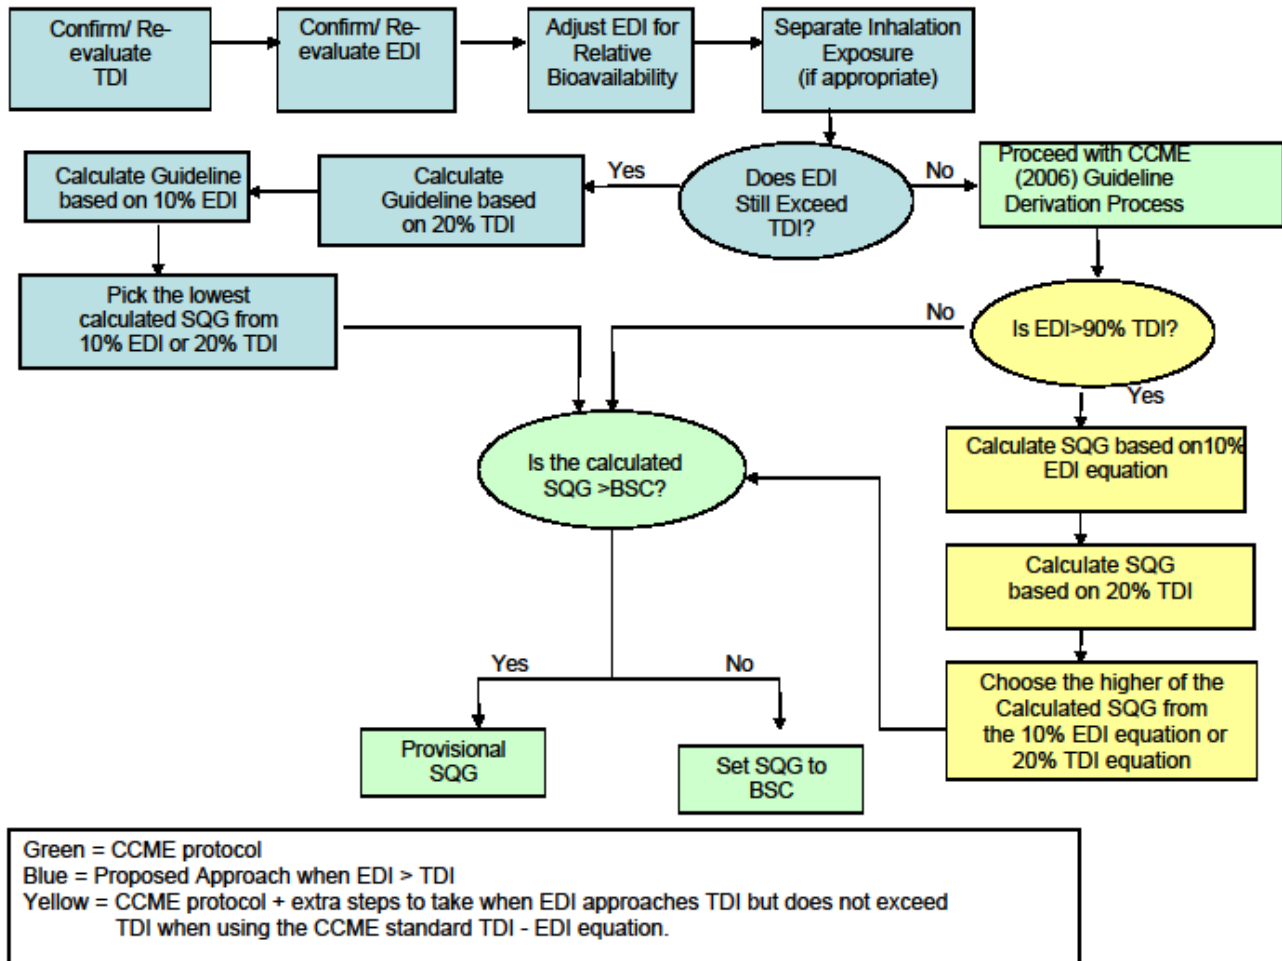 Confirm/ Re-
evaluate
TDI
Confirm/ Re-
evaluate EDI
Adjust EDI for
Relative
Bioavailability
Separate Inhalation
Exposure
(if appropriate)
Does EDI
Still Exceed
TDI?
Yes
No
Calculate
Guideline based
on 20% TDI
Calculate Guideline
based on 10% EDI
Pick the lowest
calculated SQG from
10% EDI or 20% TDI
Proceed with CCME
(2006) Guideline
Derivation Process
Is EDI>90% TDI?
No
Yes
Calculate SQG based on10%
EDI equation
Calculate SQG
based on 20% TDI
Choose the higher of the
Calculated SQG from
the 10% EDI equation or
20% TDI equation
Is the calculated
SQG >BSC?
Yes
No
Provisional
SQG
Set SQG to
BSC
Green = CCME protocol
Blue = Proposed Approach when EDI > TDI
Yellow = CCME protocol + extra steps to take when EDI approaches TDI but does not exceed
TDI when using the CCME standard TDI - EDI equation.